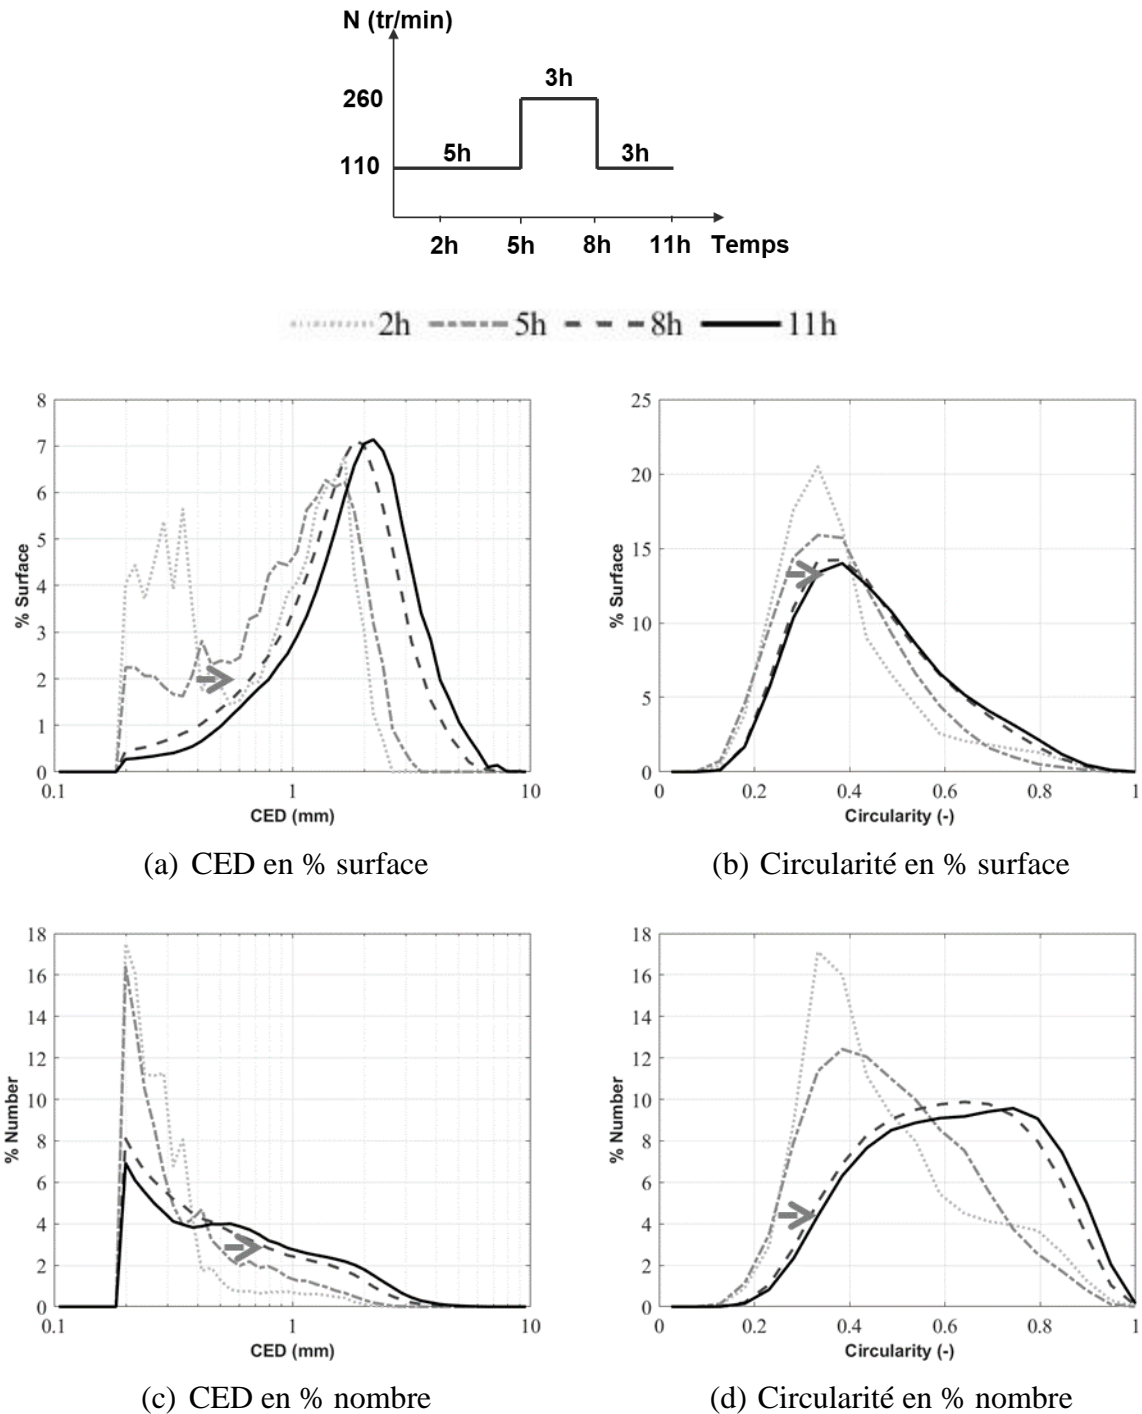 N (tr/min)
3h
260
5h
3h
110
2h 5h 8h 11h Temps
2h 5h 8h 11h
8
7
6
5
4
3
2
1
0
% Surface
0.1 1 10
CED (mm)
25
20
15
10
5
0
% Surface
0 0.2 0.4 0.6 0.8 1
Circularity (-)
(a) CED en % surface
(b) Circularité en % surface
18
16
14
12
10
8
6
4
2
0
% Number
0.1 1 10
CED (mm)
18
16
14
12
10
8
6
4
2
0
% Number
0 0.2 0.4 0.6 0.8 1
Circularity (-)
(c) CED en % nombre
(d) Circularité en % nombre